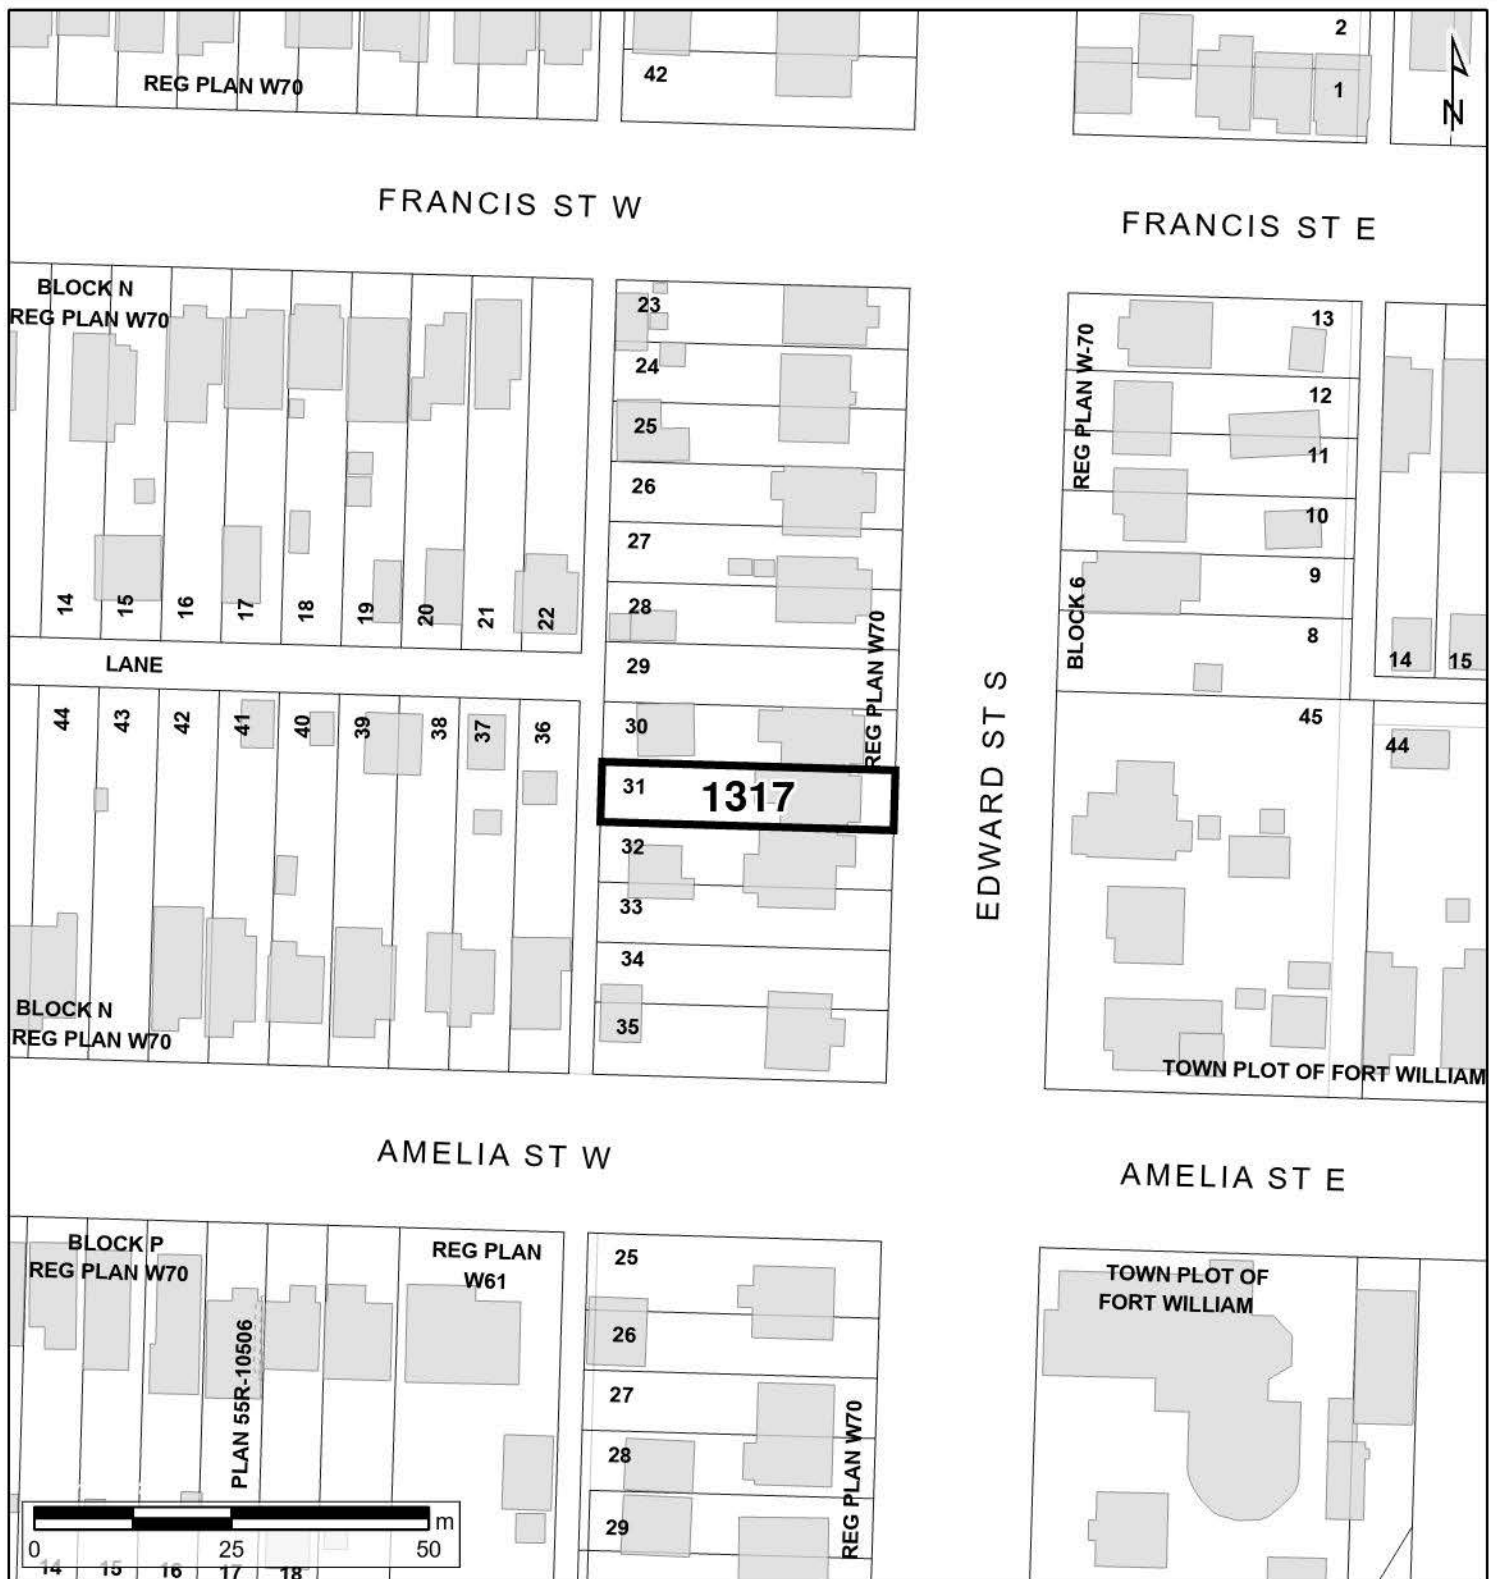 2
REG PLAN W70
42
1
N
FRANCIS ST W
FRANCIS ST E
BLOCK N
REG PLAN W70
23
24
25
26
27
28
29
30
31
32
33
34
35
REG PLAN W70
1317
REG PLAN W-70
BLOCK 6
13
12
11
10
9
8
14
15
45
44
14
15
16
17
18
19
20
21
22
LANE
44
43
42
41
40
39
38
37
36
EDWARD ST S
BLOCK N
REG PLAN W70
TOWN PLOT OF FORT WILLIAM
AMELIA ST W
AMELIA ST E
BLOCK P
REG PLAN W70
REG PLAN
W61
PLAN 55R-10506
25
26
27
28
29
REG PLAN W70
TOWN PLOT OF
FORT WILLIAM
m
0
25
50
14
15
16
17
18